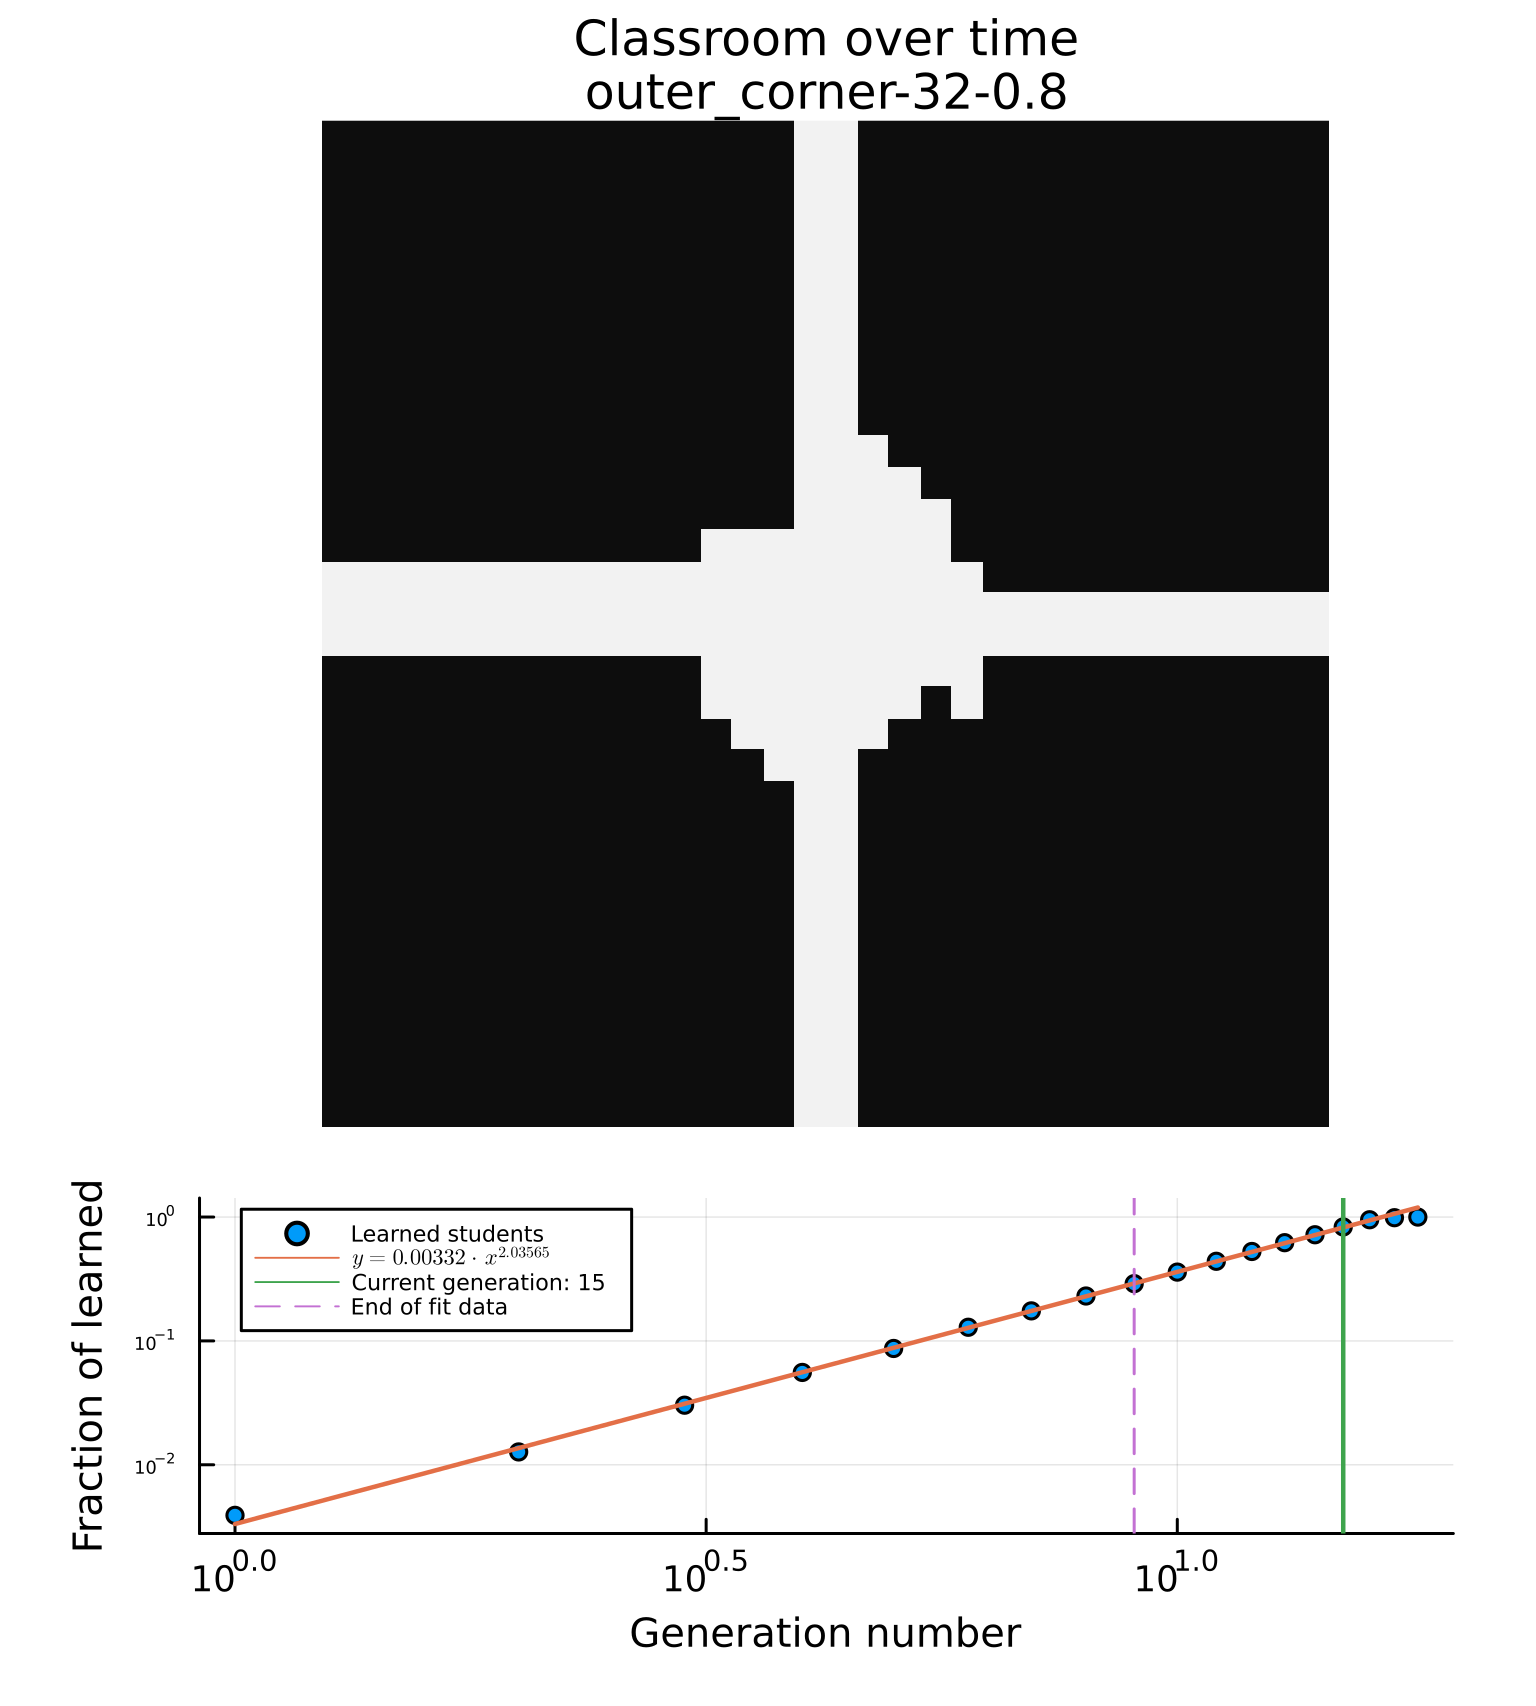 Classroom over time
outer_corner-32-0.8
Fraction of learned
10⁰
10⁻¹
10⁻²
Learned students
y = 0.00332 · x^2.03565
Current generation: 15
End of fit data
10^0.0 10^0.5 10^1.0
Generation number